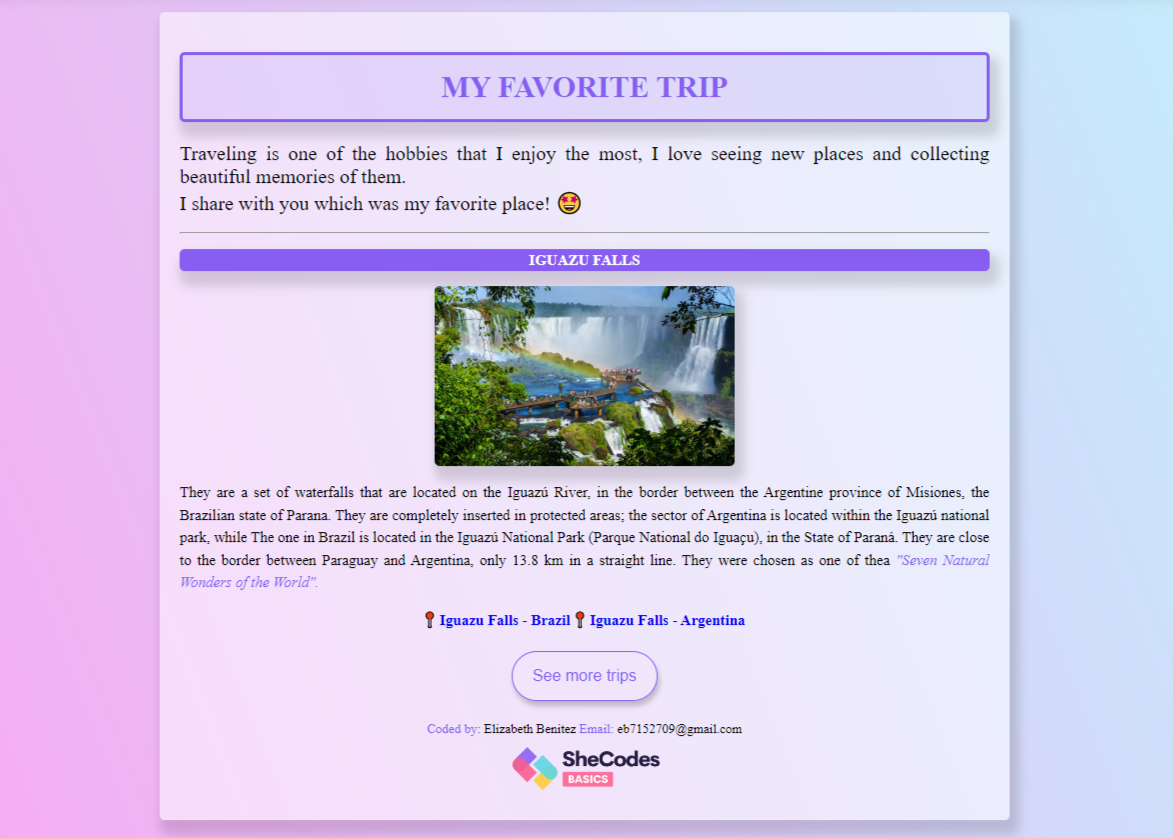 MY FAVORITE TRIP
Traveling is one of the hobbies that I enjoy the most, I love seeing new places and collecting
beautiful memories of them.
I share with you which was my favorite place! 🤩
IGUAZU FALLS
They are a set of waterfalls that are located on the Iguazú River, in the border between the Argentine province of Misiones, the
Brazilian state of Parana. They are completely inserted in protected areas; the sector of Argentina is located within the Iguazú national
park, while The one in Brazil is located in the Iguazú National Park (Parque National do Iguaçu), in the State of Paraná. They are close
to the border between Paraguay and Argentina, only 13.8 km in a straight line. They were chosen as one of thea "Seven Natural
Wonders of the World".
📍Iguazu Falls - Brazil 📍Iguazu Falls - Argentina
See more trips
Coded by: Elizabeth Benitez Email: eb7152709@gmail.com
SheCodes
BASICS